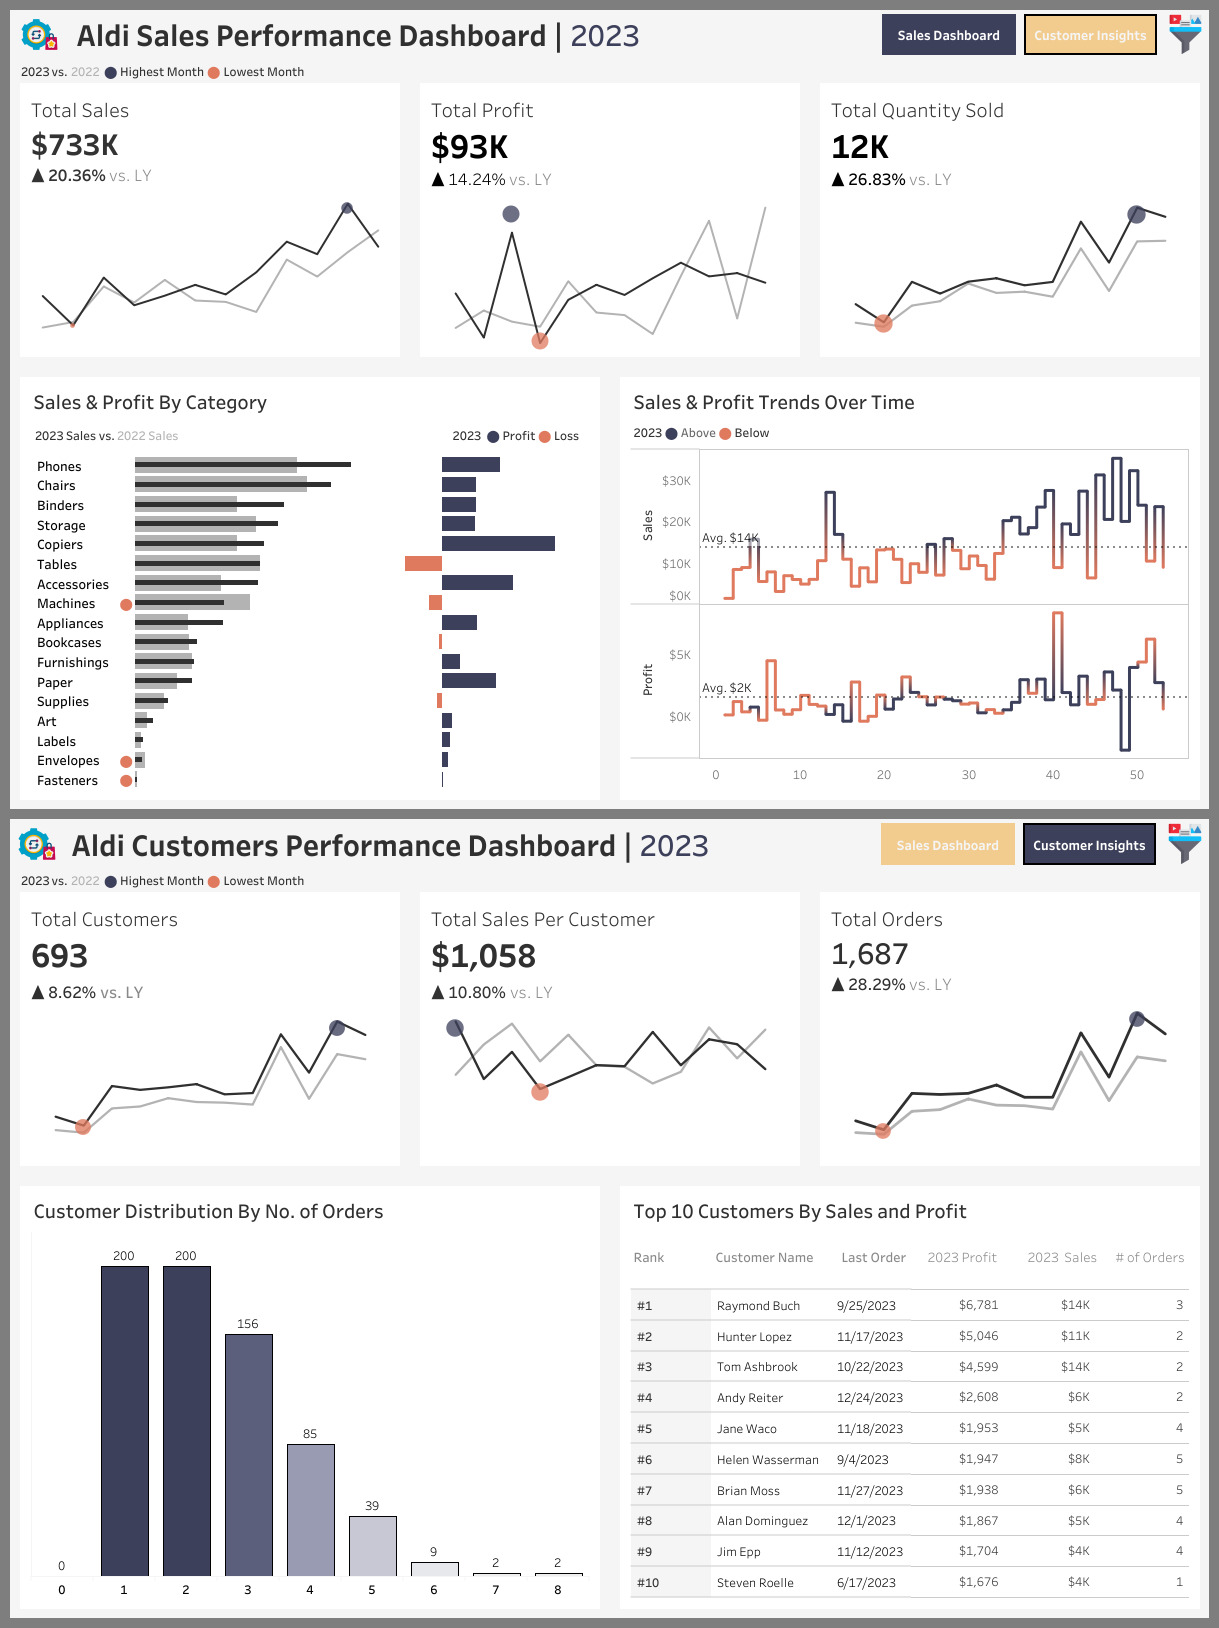 Aldi Sales Performance Dashboard | 2023
Sales Dashboard
Customer Insights
2023 vs. 2022 Highest Month Lowest Month
Total Sales
$733K
▲ 20.36% vs. LY
Total Profit
$93K
▲ 14.24% vs. LY
Total Quantity Sold
12K
▲ 26.83% vs. LY
Sales & Profit By Category
2023 Sales vs. 2022 Sales
2023 Profit Loss
Phones
Chairs
Binders
Storage
Copiers
Tables
Accessories
Machines
Appliances
Bookcases
Furnishings
Paper
Supplies
Art
Labels
Envelopes
Fasteners
Sales & Profit Trends Over Time
2023 Above Below
Sales
$30K
$20K
Avg. $14K
$10K
$0K
Profit
$5K
Avg. $2K
$0K
0 10 20 30 40 50
Aldi Customers Performance Dashboard | 2023
Sales Dashboard
Customer Insights
2023 vs. 2022 Highest Month Lowest Month
Total Customers
693
▲ 8.62% vs. LY
Total Sales Per Customer
$1,058
▲ 10.80% vs. LY
Total Orders
1,687
▲ 28.29% vs. LY
Customer Distribution By No. of Orders
0 200 200 156 85 39 9 2 2
0 1 2 3 4 5 6 7 8
Top 10 Customers By Sales and Profit
Rank Customer Name Last Order 2023 Profit 2023 Sales # of Orders
#1 Raymond Buch 9/25/2023 $6,781 $14K 3
#2 Hunter Lopez 11/17/2023 $5,046 $11K 2
#3 Tom Ashbrook 10/22/2023 $4,599 $14K 2
#4 Andy Reiter 12/24/2023 $2,608 $6K 2
#5 Jane Waco 11/18/2023 $1,953 $5K 4
#6 Helen Wasserman 9/4/2023 $1,947 $8K 5
#7 Brian Moss 11/27/2023 $1,938 $6K 5
#8 Alan Dominguez 12/1/2023 $1,867 $5K 4
#9 Jim Epp 11/12/2023 $1,704 $4K 4
#10 Steven Roelle 6/17/2023 $1,676 $4K 1